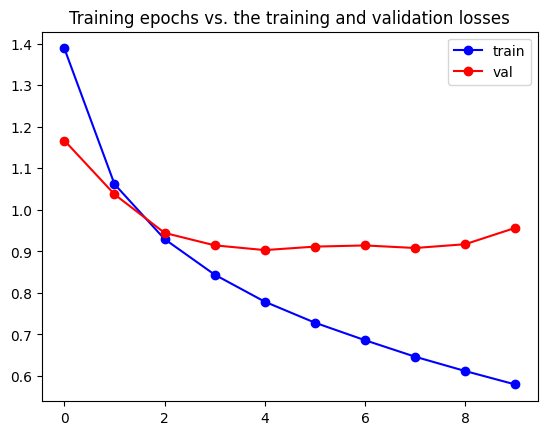 Training epochs vs. the training and validation losses
train
val
1.4
1.3
1.2
1.1
1.0
0.9
0.8
0.7
0.6
0 2 4 6 8